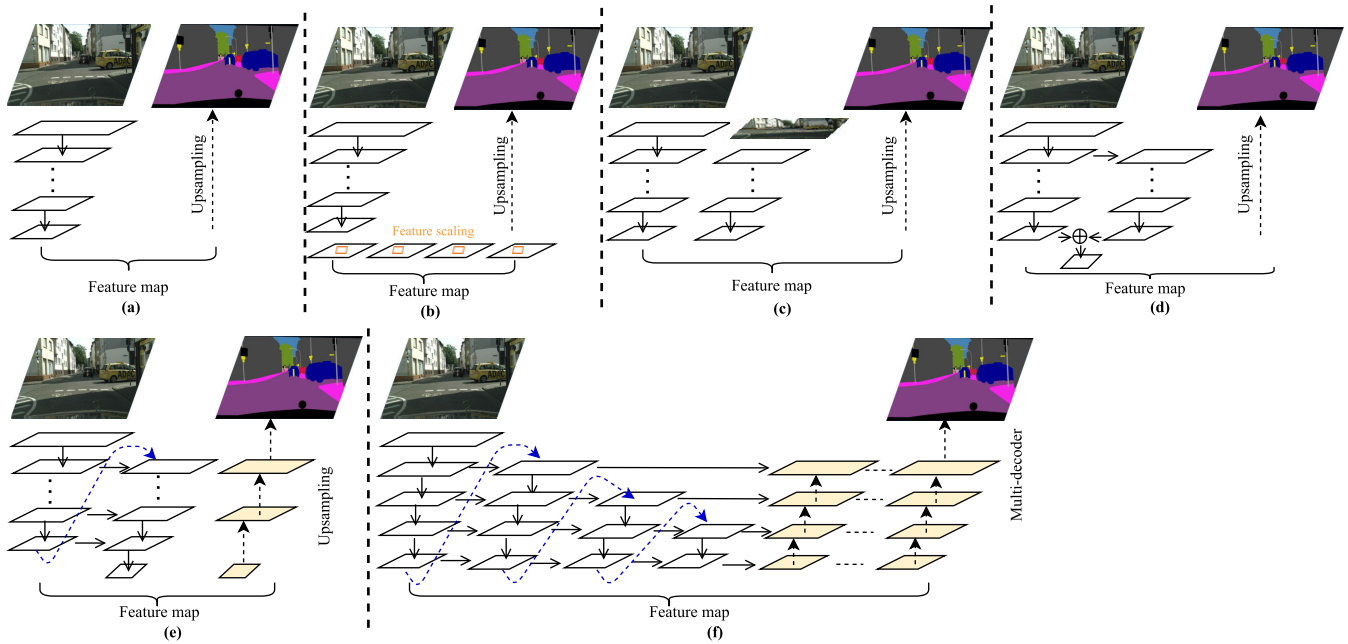 Upsampling
Feature map
(a)
Upsampling
Feature scaling
Feature map
(b)
Upsampling
Feature map
(c)
Upsampling
Feature map
(d)
Upsampling
Feature map
(e)
Multi-decoder
Feature map
(f)